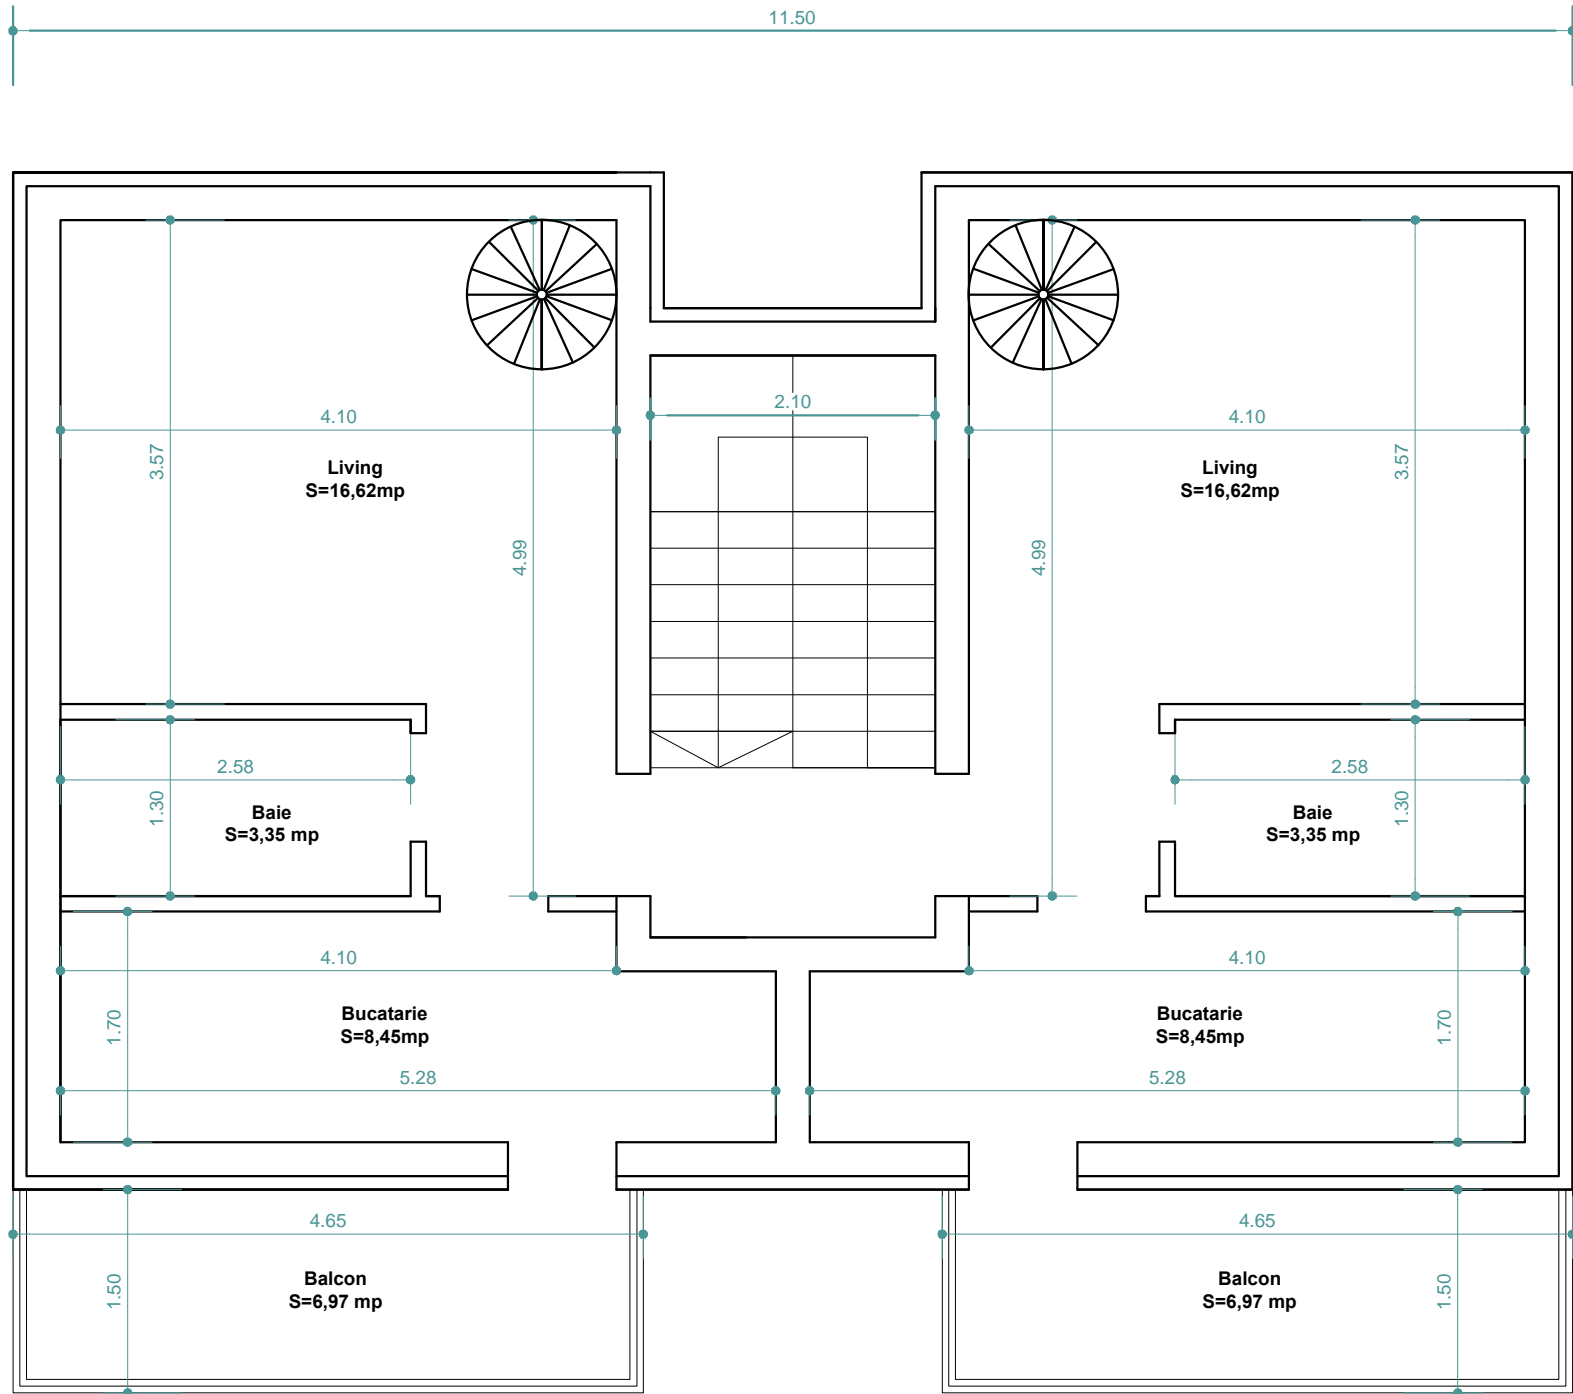 11.50
2.10
4.10
4.10
3.57
3.57
Living
S=16,62mp
Living
S=16,62mp
4.99
4.99
2.58
2.58
1.30
1.30
Baie
S=3,35 mp
Baie
S=3,35 mp
4.10
4.10
1.70
1.70
Bucatarie
S=8,45mp
Bucatarie
S=8,45mp
5.28
5.28
4.65
4.65
1.50
1.50
Balcon
S=6,97 mp
Balcon
S=6,97 mp